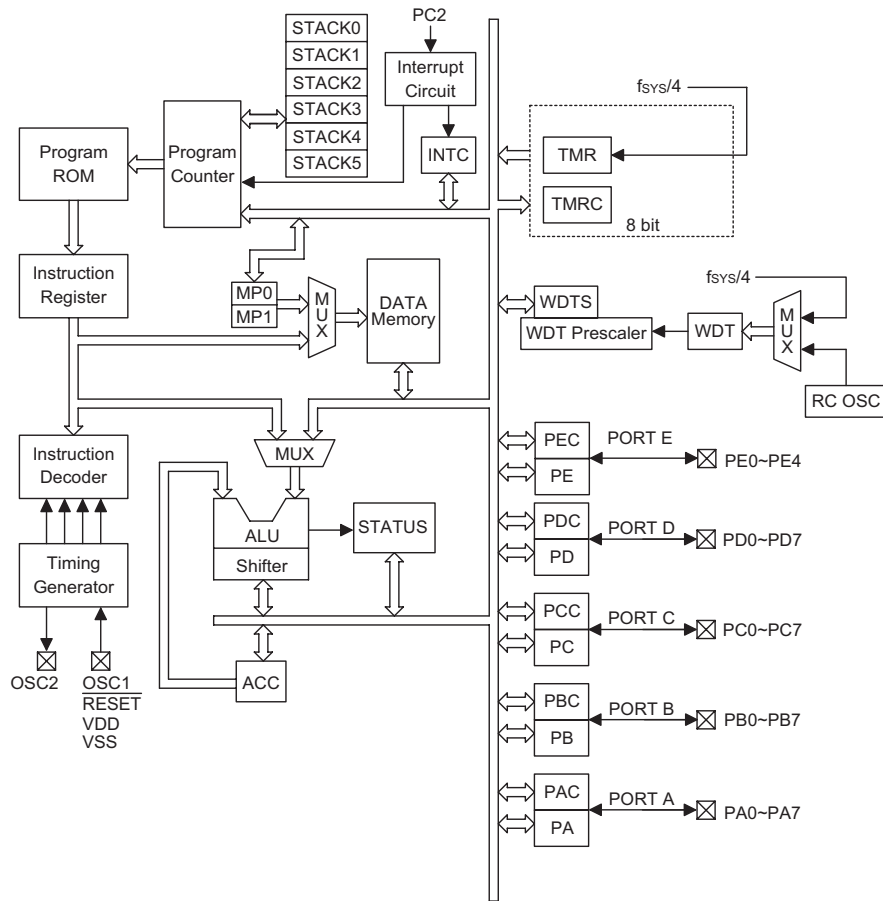 STACK0
STACK1
STACK2
STACK3
STACK4
STACK5
PC2
Interrupt
Circuit
INTC
fSYS/4
TMR
TMRC
8 bit
Program
ROM
Program
Counter
Instruction
Register
MP0
MP1
MUX
DATA
Memory
WDTS
WDT Prescaler
WDT
MUX
fSYS/4
RC OSC
Instruction
Decoder
MUX
ALU
Shifter
STATUS
Timing
Generator
OSC2
OSC1
RESET
VDD
VSS
ACC
PEC
PE
PORT E
PE0~PE4
PDC
PD
PORT D
PD0~PD7
PCC
PC
PORT C
PC0~PC7
PBC
PB
PORT B
PB0~PB7
PAC
PA
PORT A
PA0~PA7